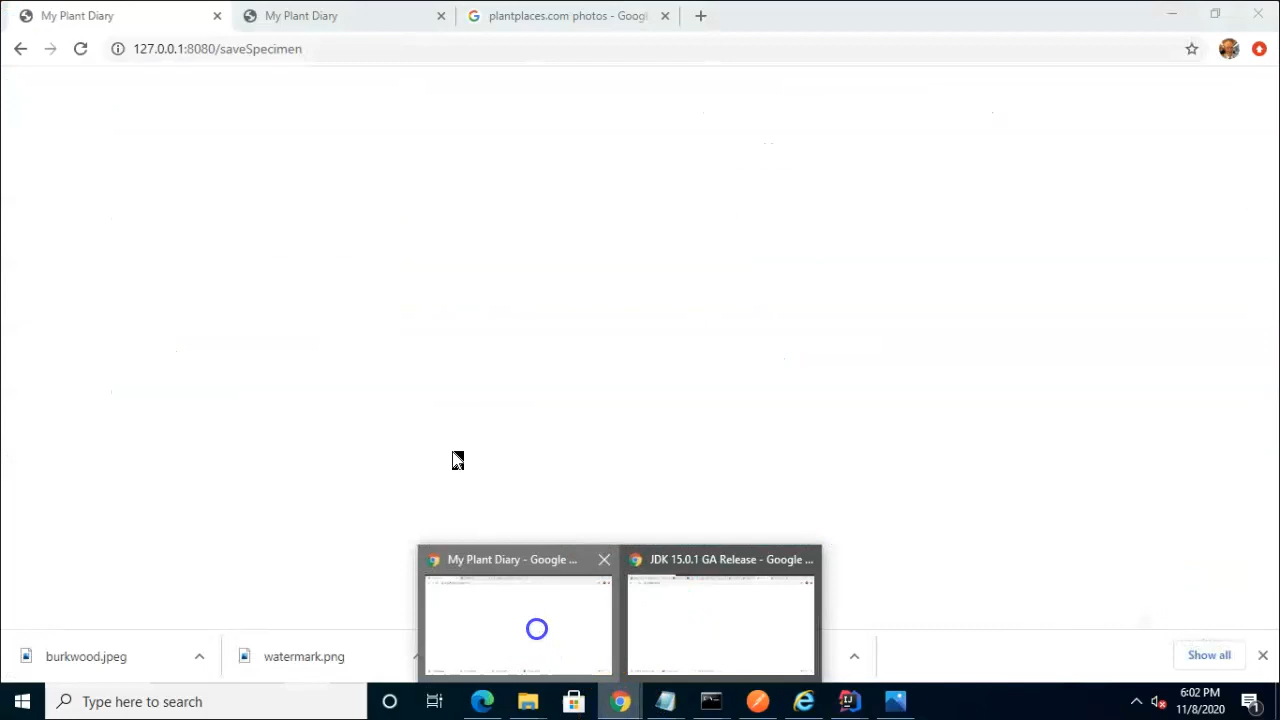 My Plant Diary
My Plant Diary
plantplaces.com photos - Googl
127.0.0.1:8080/saveSpecimen
My Plant Diary - Google ...
JDK 15.0.1 GA Release - Google ...
burkwood.jpeg
watermark.png
Show all
Type here to search
6:02 PM
11/8/2020
1